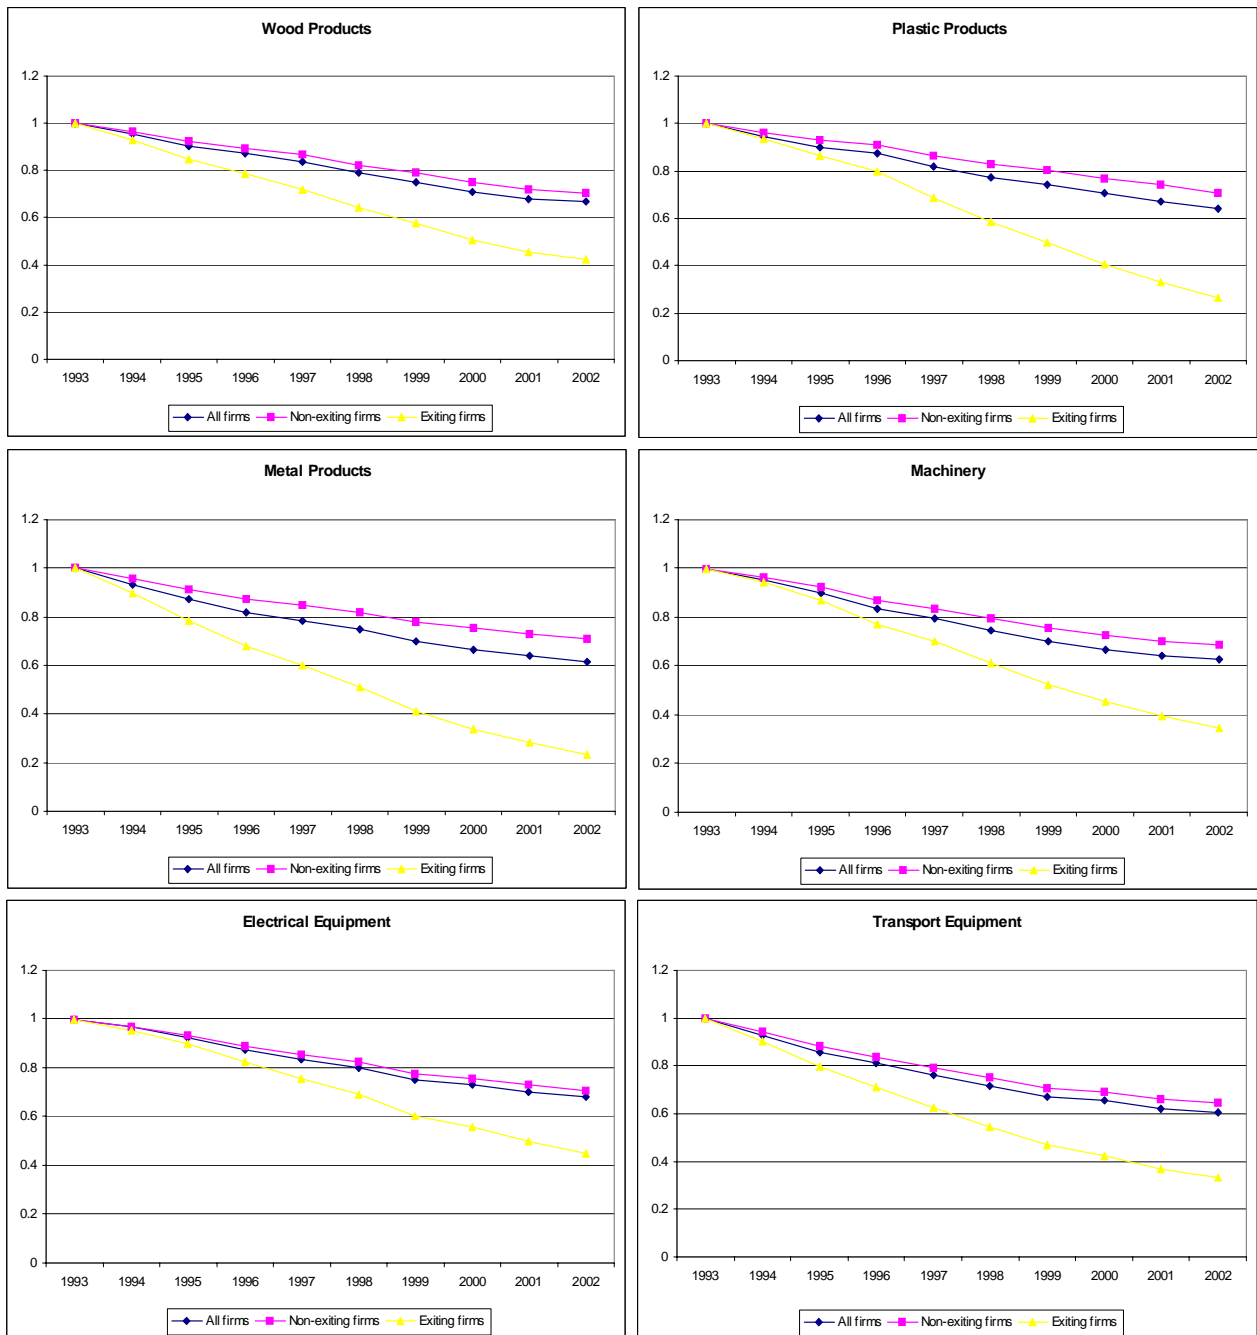 Wood Products
1.2
1
0.8
0.6
0.4
0.2
0
1993 1994 1995 1996 1997 1998 1999 2000 2001 2002
All firms Non-exiting firms Exiting firms
Plastic Products
1.2
1
0.8
0.6
0.4
0.2
0
1993 1994 1995 1996 1997 1998 1999 2000 2001 2002
All firms Non-exiting firms Exiting firms
Metal Products
1.2
1
0.8
0.6
0.4
0.2
0
1993 1994 1995 1996 1997 1998 1999 2000 2001 2002
All firms Non-exiting firms Exiting firms
Machinery
1.2
1
0.8
0.6
0.4
0.2
0
1993 1994 1995 1996 1997 1998 1999 2000 2001 2002
All firms Non-exiting firms Exiting firms
Electrical Equipment
1.2
1
0.8
0.6
0.4
0.2
0
1993 1994 1995 1996 1997 1998 1999 2000 2001 2002
All firms Non-exiting firms Exiting firms
Transport Equipment
1.2
1
0.8
0.6
0.4
0.2
0
1993 1994 1995 1996 1997 1998 1999 2000 2001 2002
All firms Non-exiting firms Exiting firms